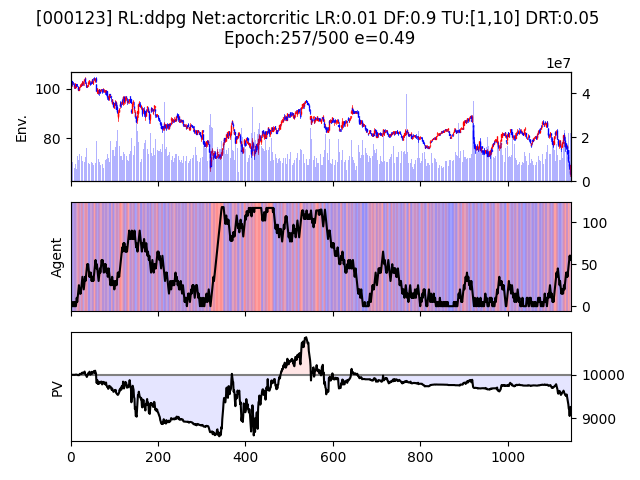 [000123] RL:ddpg Net:actorcritic LR:0.01 DF:0.9 TU:[1,10] DRT:0.05
Epoch:257/500 e=0.49
1e7
100
80
Env.
4
2
0
Agent
100
50
0
PV
10000
9000
0 200 400 600 800 1000